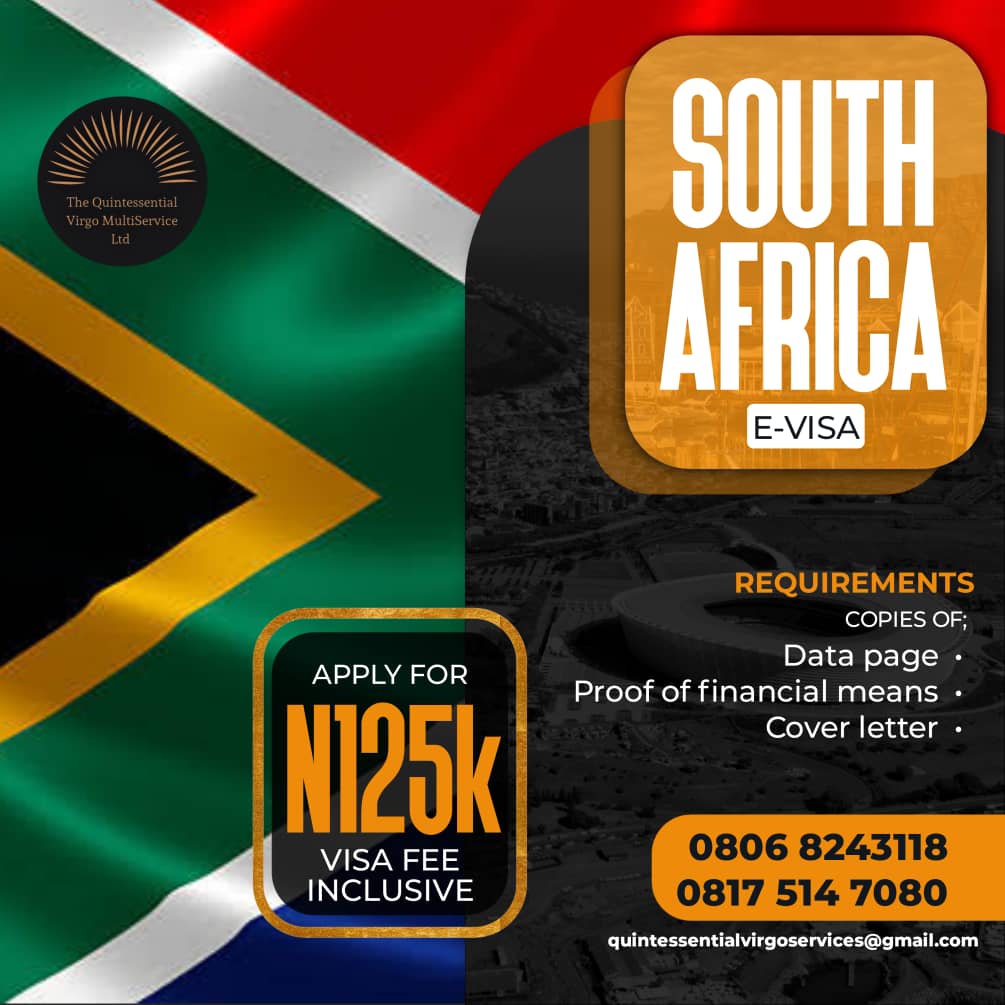 The Quintessential
Virgo MultiService
Ltd
SOUTH
AFRICA
E-VISA
REQUIREMENTS
COPIES OF;
Data page •
Proof of financial means •
Cover letter •
APPLY FOR
N125k
VISA FEE
INCLUSIVE
0806 8243118
0817 514 7080
quintessentialvirgoservices@gmail.com